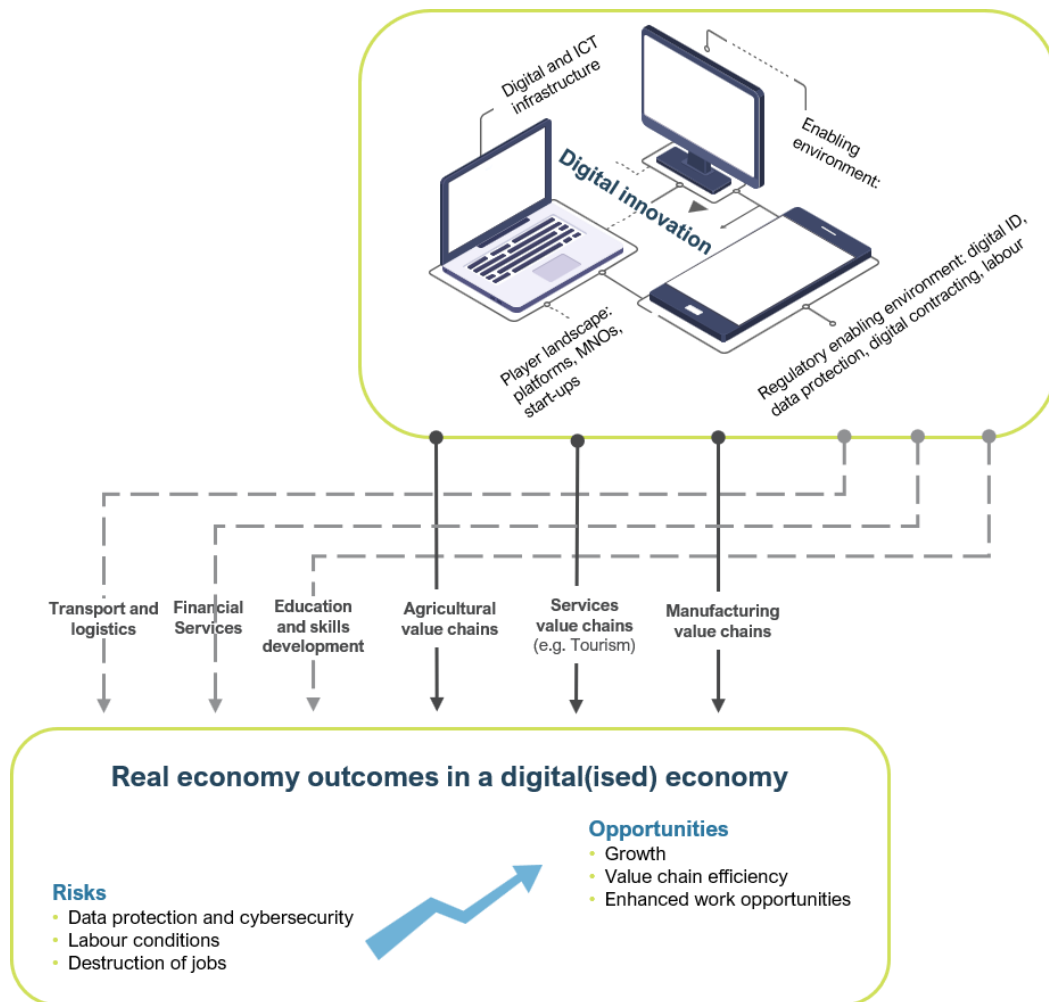 Digital and ICT
infrastructure
Enabling
environment:
Digital innovation
Player landscape:
platforms, MNOs,
start-ups
Regulatory enabling environment: digital ID,
data protection, digital contracting, labour
Transport and
logistics
Financial
Services
Education
and skills
development
Agricultural
value chains
Services
value chains
(e.g. Tourism)
Manufacturing
value chains
Real economy outcomes in a digital(ised) economy
Risks
• Data protection and cybersecurity
• Labour conditions
• Destruction of jobs
Opportunities
• Growth
• Value chain efficiency
• Enhanced work opportunities